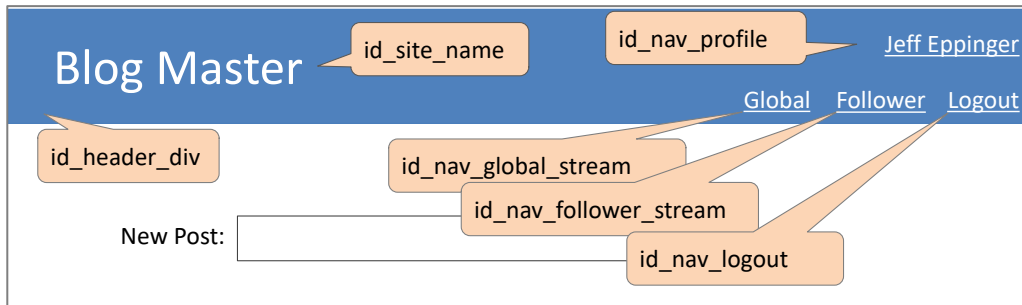 Blog Master
id_site_name
id_nav_profile
Jeff Eppinger
Global Follower Logout
id_header_div
id_nav_global_stream
id_nav_follower_stream
New Post:
id_nav_logout